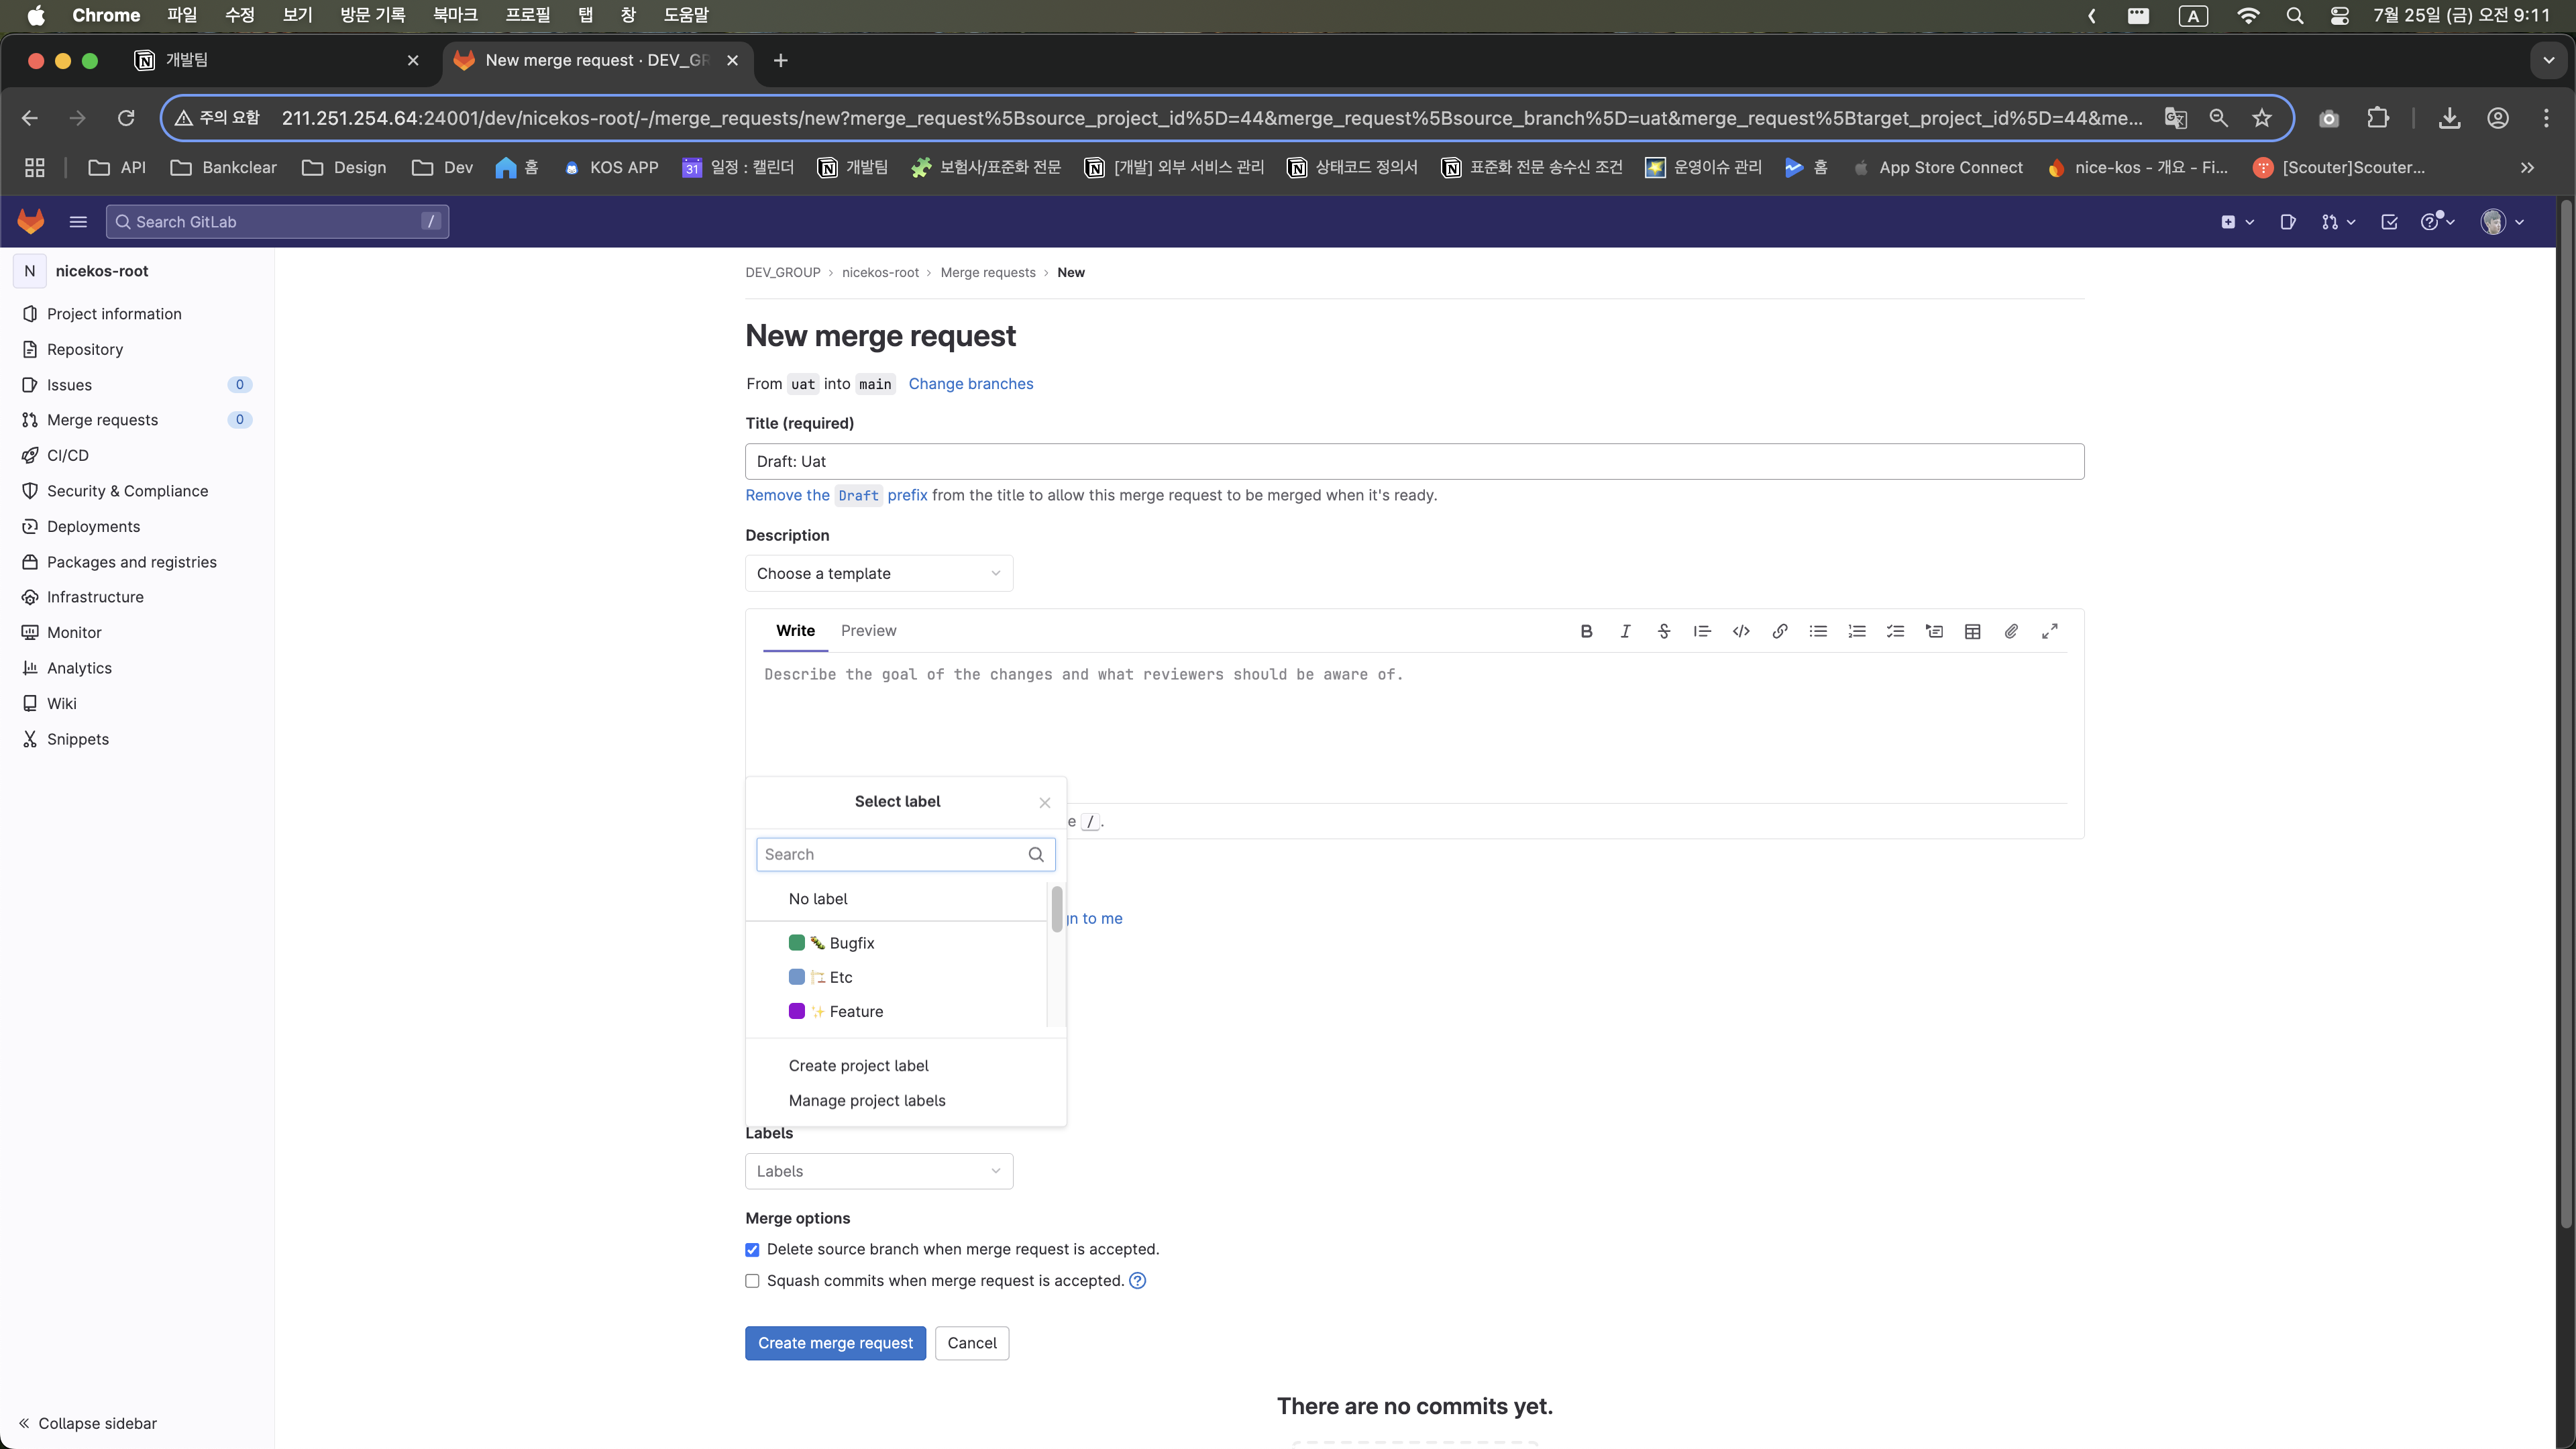 Chrome 파일 수정 보기 방문 기록 북마크 프로필 탭 창 도움말 A 7월 25일 (금) 오전 9:11
개발팀 New merge request · DEV_GR
주의 요함 211.251.254.64:24001/dev/nicekos-root/-/merge_requests/new?merge_request%5Bsource_project_id%5D=44&merge_request%5Bsource_branch%5D=uat&merge_request%5Btarget_project_id%5D=44&me...
API Bankclear Design Dev 홈 KOS APP 31 일정 : 캘린더 개발팀 보험사/표준화 전문 [개발] 외부 서비스 관리 상태코드 정의서 표준화 전문 송수신 조건 운영이슈 관리 홈 App Store Connect nice-kos - 개요 - Fi... [Scouter]Scouter...
Search GitLab /
N nicekos-root
Project information
Repository
Issues 0
Merge requests 0
CI/CD
Security & Compliance
Deployments
Packages and registries
Infrastructure
Monitor
Analytics
Wiki
Snippets
Collapse sidebar
DEV_GROUP › nicekos-root › Merge requests › New
New merge request
From uat into main Change branches
Title (required)
Draft: Uat
Remove the Draft prefix from the title to allow this merge request to be merged when it's ready.
Description
Choose a template
Write Preview
Describe the goal of the changes and what reviewers should be aware of.
Select label
e /.
Search
No label
gn to me
Bugfix
Etc
Feature
Create project label
Manage project labels
Labels
Labels
Merge options
Delete source branch when merge request is accepted.
Squash commits when merge request is accepted.
Create merge request Cancel
There are no commits yet.